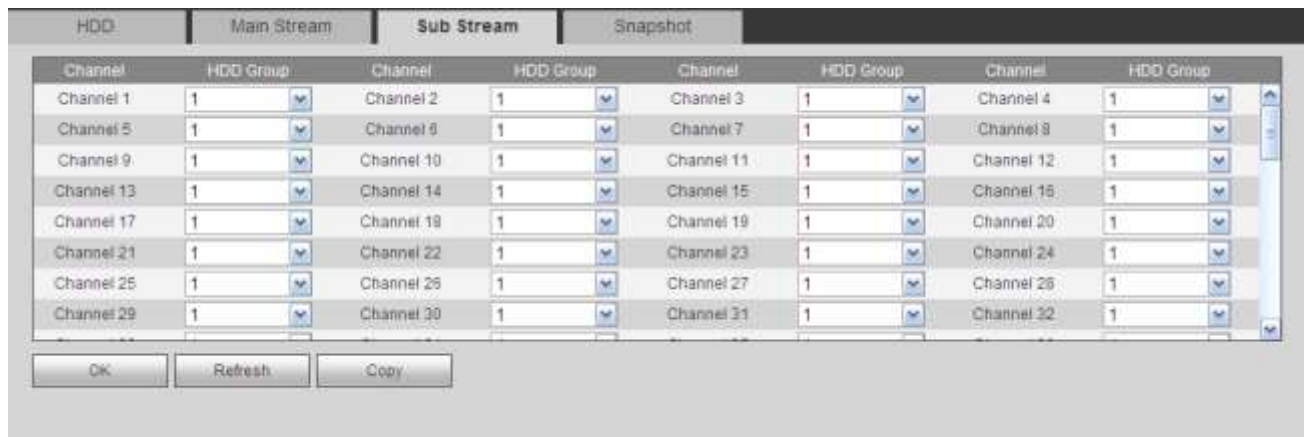 HDD Main Stream Sub Stream Snapshot
Channel HDD Group Channel HDD Group Channel HDD Group Channel HDD Group
Channel 1 1 Channel 2 1 Channel 3 1 Channel 4 1
Channel 5 1 Channel 6 1 Channel 7 1 Channel 8 1
Channel 9 1 Channel 10 1 Channel 11 1 Channel 12 1
Channel 13 1 Channel 14 1 Channel 15 1 Channel 16 1
Channel 17 1 Channel 18 1 Channel 19 1 Channel 20 1
Channel 21 1 Channel 22 1 Channel 23 1 Channel 24 1
Channel 25 1 Channel 26 1 Channel 27 1 Channel 28 1
Channel 29 1 Channel 30 1 Channel 31 1 Channel 32 1
OK Refresh Copy